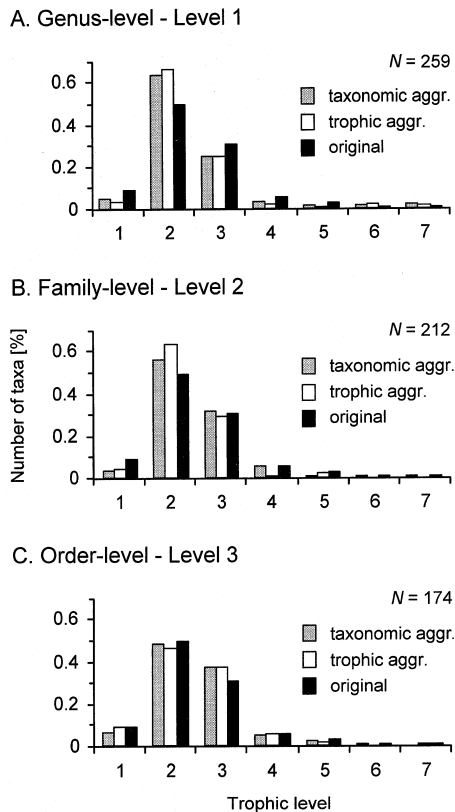 A. Genus-level - Level 1
N = 259
taxonomic aggr.
trophic aggr.
original
0.6
0.4
0.2
0
1 2 3 4 5 6 7
B. Family-level - Level 2
N = 212
taxonomic aggr.
trophic aggr.
original
0.6
0.4
0.2
0
1 2 3 4 5 6 7
Number of taxa [%]
C. Order-level - Level 3
N = 174
taxonomic aggr.
trophic aggr.
original
0.6
0.4
0.2
0
1 2 3 4 5 6 7
Trophic level